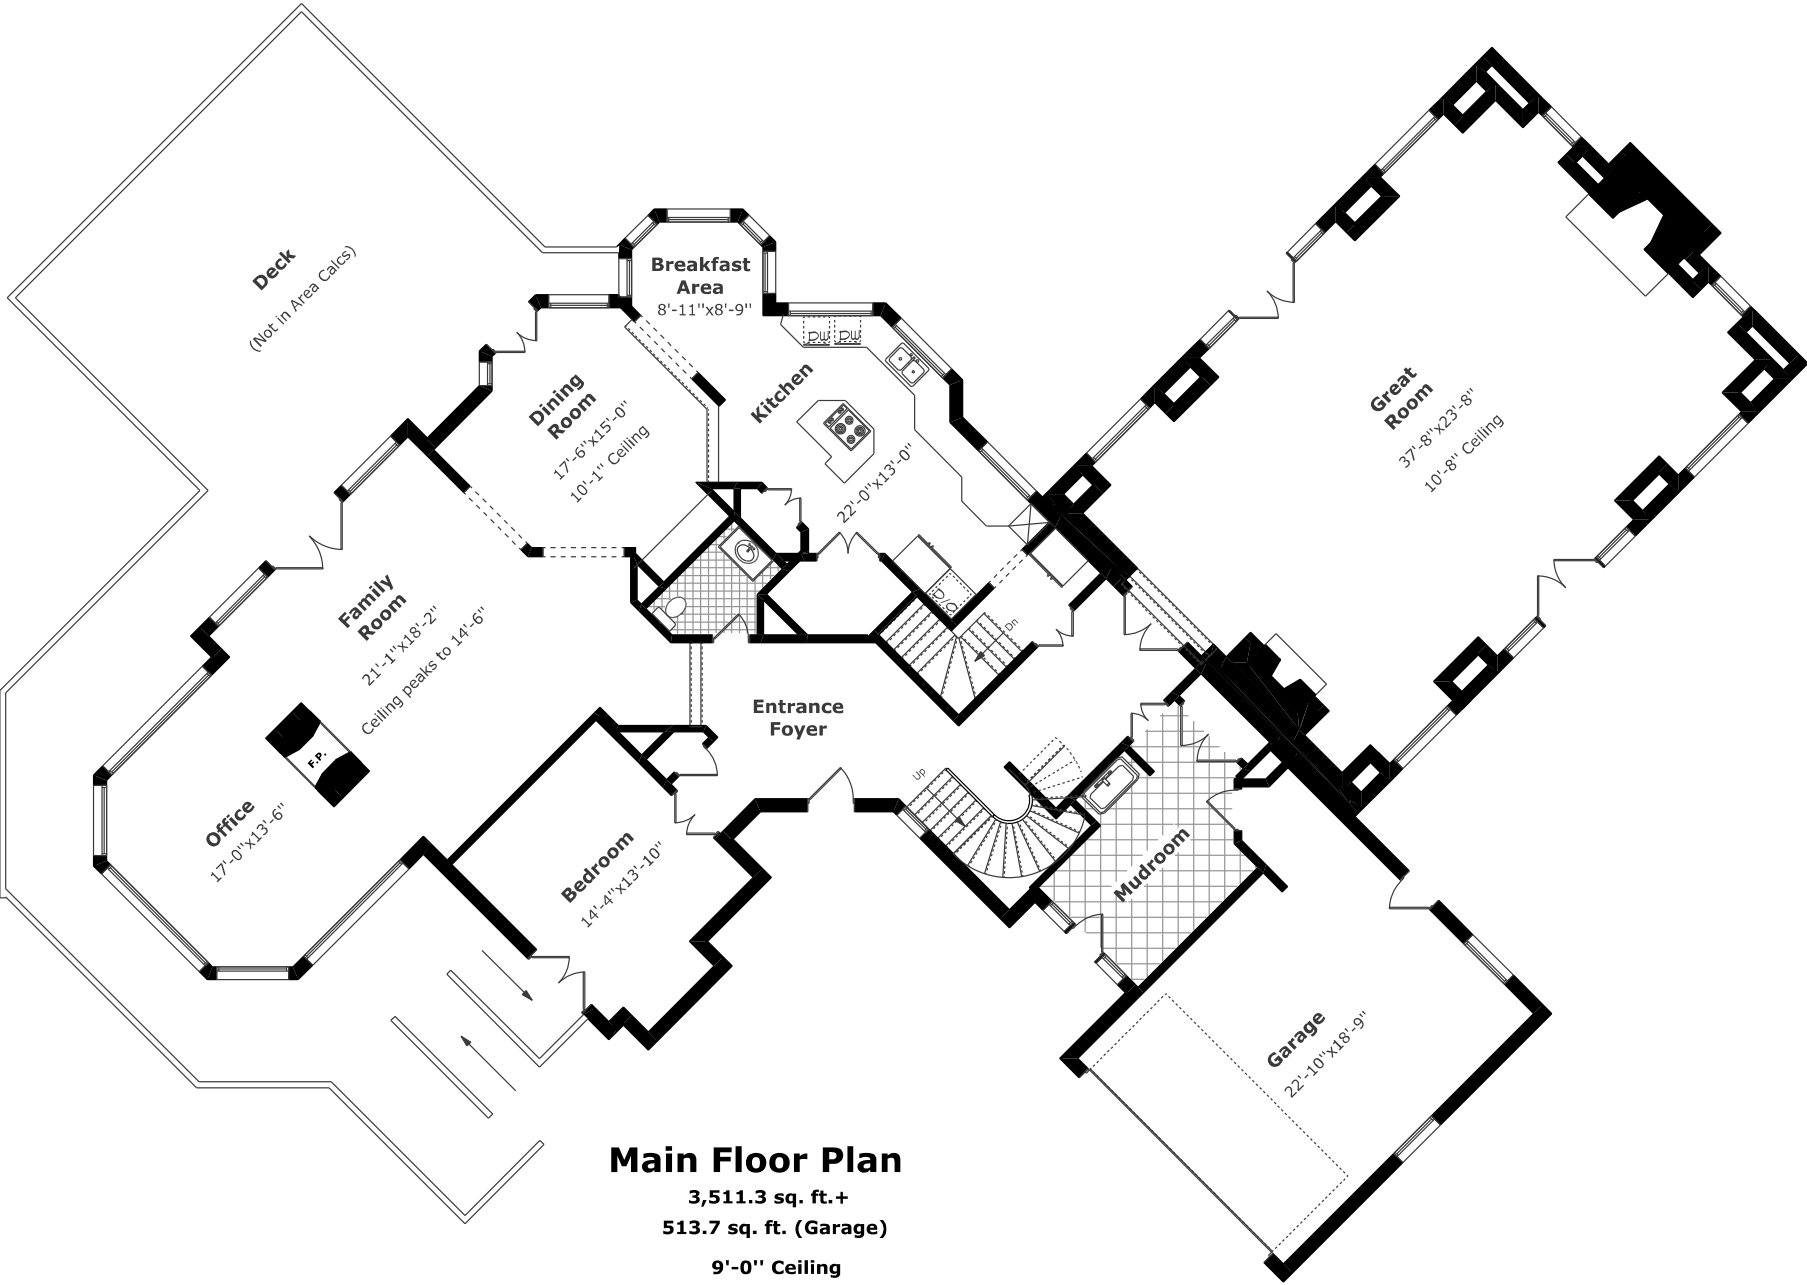 Deck
(Not in Area Calcs)
Breakfast
Area
8'-11"x8'-9"
DW
DW
Kitchen
22'-0"x13'-0"
Dining
Room
17'-6"x15'-0"
10'-1" Ceiling
Great
Room
37'-8"x23'-8"
10'-8" Ceiling
Family
Room
21'-1"x18'-2"
Ceiling peaks to 14'-6"
D/O
Dn
Entrance
Foyer
F.P.
Up
Office
17'-0"x13'-6"
Bedroom
14'-4"x13'-10"
Mudroom
Garage
22'-10"x18'-9"
Main Floor Plan
3,511.3 sq. ft.+
513.7 sq. ft. (Garage)
9'-0" Ceiling